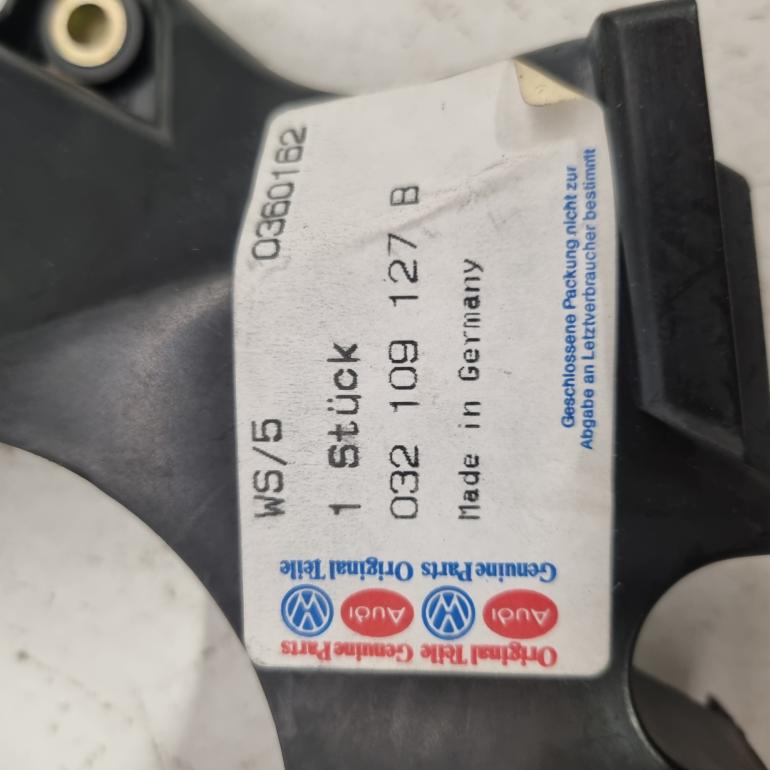 WS/5 0360162
1 Stück
032 109 127 B
Made in Germany
Geschlossene Packung nicht zur
Abgabe an Letztverbraucher bestimmt
Genuine Parts Original Teile
Audi Audi
Original Teile Genuine Parts